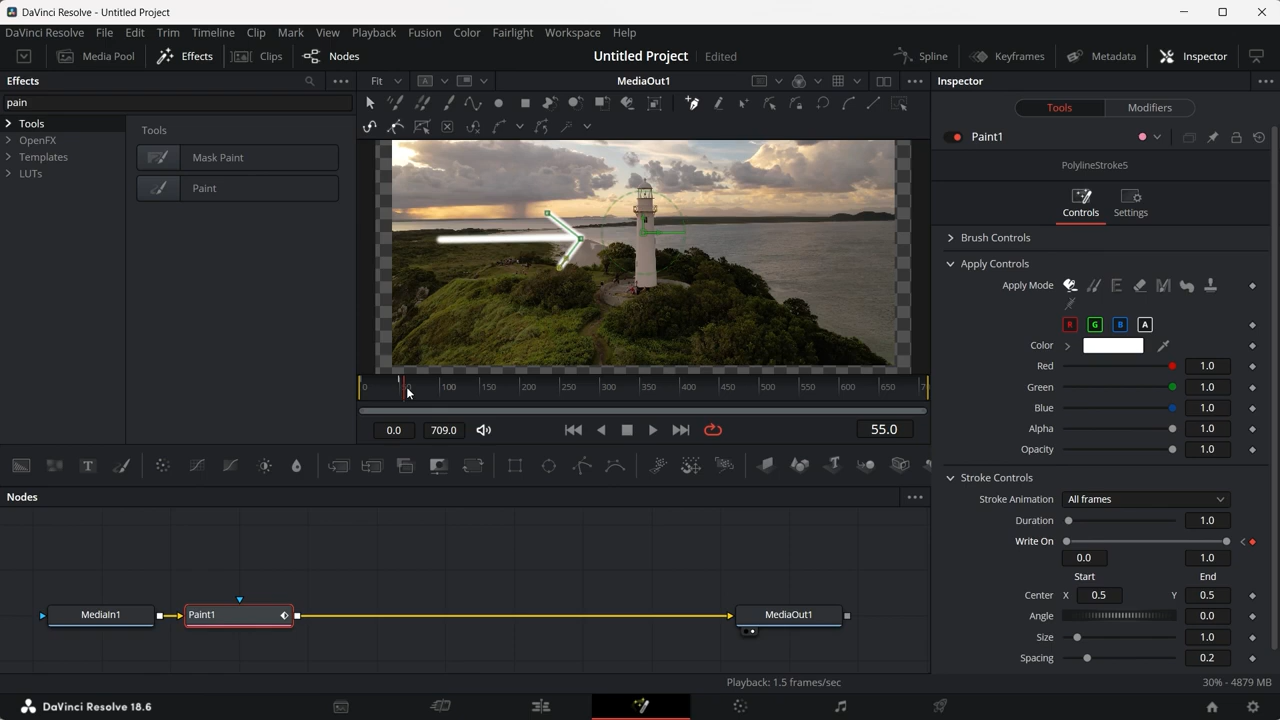 DaVinci Resolve - Untitled Project
DaVinci Resolve File Edit Trim Timeline Clip Mark View Playback Fusion Color Fairlight Workspace Help
Media Pool Effects Clips Nodes Untitled Project Edited Spline Keyframes Metadata Inspector
Effects Fit A MediaOut1 Inspector
pain
Tools Modifiers
Tools
OpenFX
Templates
LUTs
Tools
Mask Paint
Paint
Paint1
PolylineStroke5
Controls Settings
Brush Controls
Apply Controls
Apply Mode
R G B A
Color
Red 1.0
Green 1.0
Blue 1.0
Alpha 1.0
Opacity 1.0
Stroke Controls
Stroke Animation All frames
Duration 1.0
Write On
0.0 1.0
Start End
Center X 0.5 Y 0.5
Angle 0.0
Size 1.0
Spacing 0.2
0 50 100 150 200 250 300 350 400 450 500 550 600 650
0.0 709.0 55.0
Nodes
MediaIn1 Paint1 MediaOut1
Playback: 1.5 frames/sec 30% - 4879 MB
DaVinci Resolve 18.6